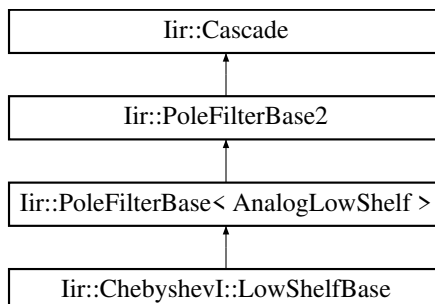 Iir::Cascade
Iir::PoleFilterBase2
Iir::PoleFilterBase< AnalogLowShelf >
Iir::ChebyshevI::LowShelfBase